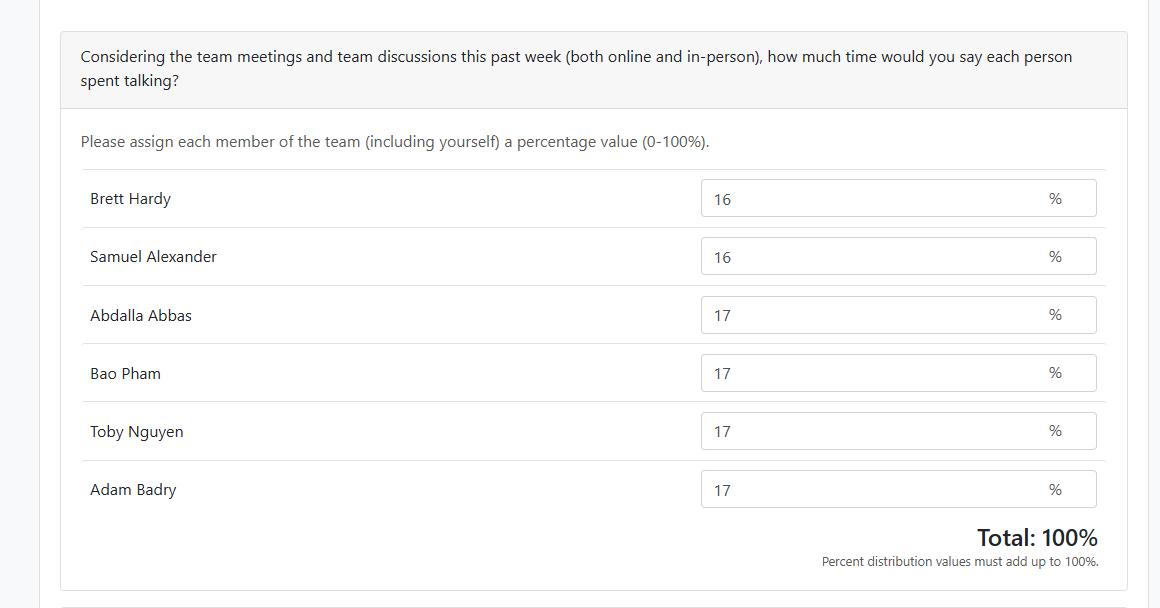 Considering the team meetings and team discussions this past week (both online and in-person), how much time would you say each person
spent talking?
Please assign each member of the team (including yourself) a percentage value (0-100%).
Brett Hardy 16 %
Samuel Alexander 16 %
Abdalla Abbas 17 %
Bao Pham 17 %
Toby Nguyen 17 %
Adam Badry 17 %
Total: 100%
Percent distribution values must add up to 100%.